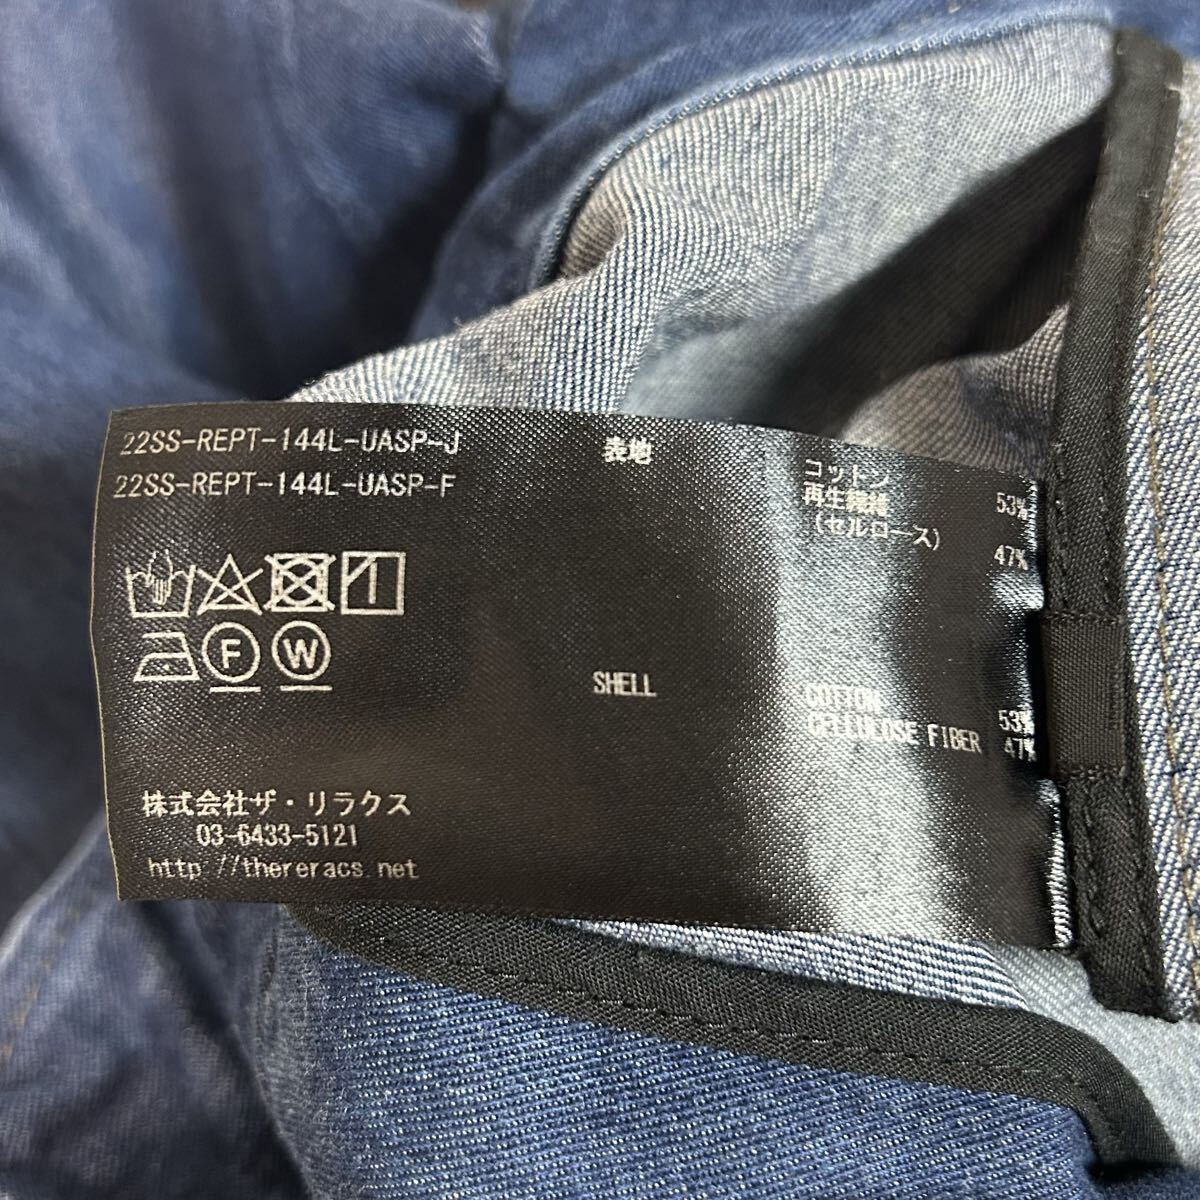 22SS-REPT-144L-UASP-J
22SS-REPT-144L-UASP-F
表地
コットン 53%
再生繊維
(セルロース) 47%
F W
SHELL
COTTON 53%
CELLULOSE FIBER 47%
株式会社ザ・リラクス
03-6433-5121
http://thereracs.net